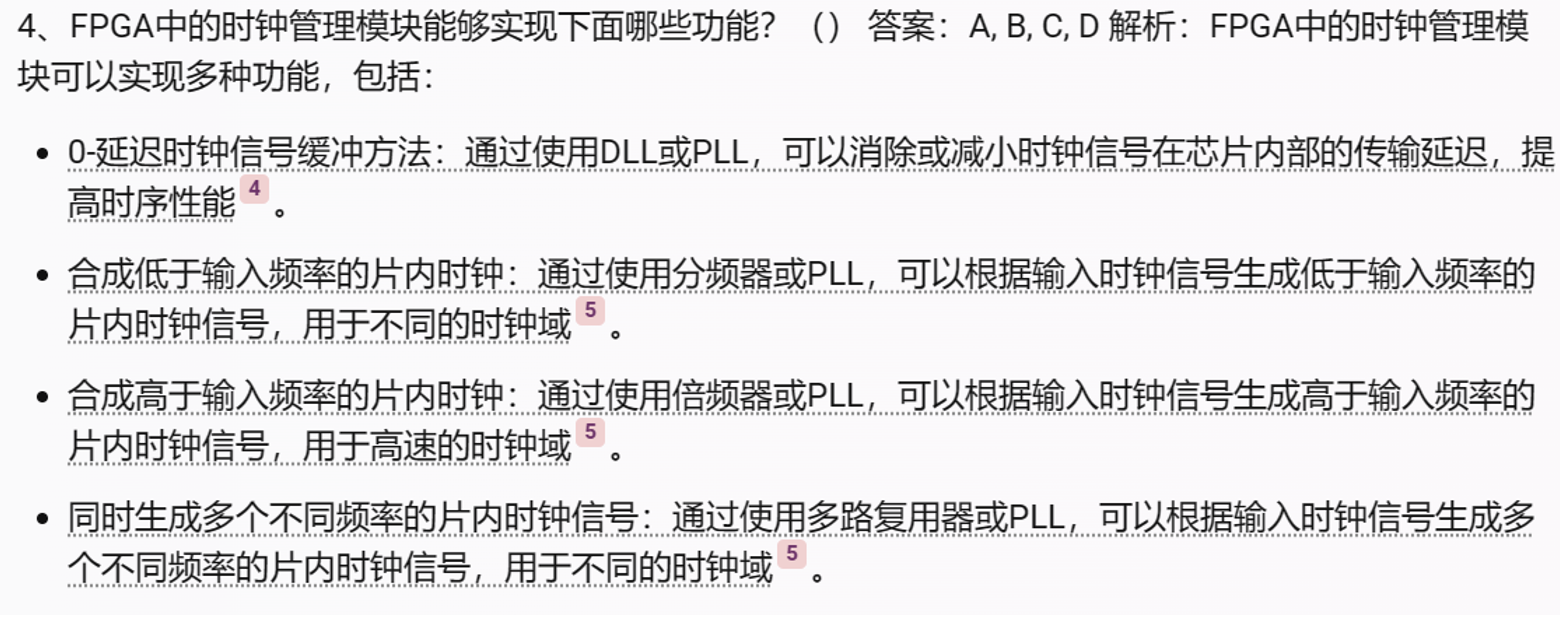 4、FPGA中的时钟管理模块能够实现下面哪些功能？ （） 答案：A, B, C, D 解析：FPGA中的时钟管理模
块可以实现多种功能，包括：
• 0-延迟时钟信号缓冲方法：通过使用DLL或PLL，可以消除或减小时钟信号在芯片内部的传输延迟，提
高时序性能 4 。
• 合成低于输入频率的片内时钟：通过使用分频器或PLL，可以根据输入时钟信号生成低于输入频率的
片内时钟信号，用于不同的时钟域 5 。
• 合成高于输入频率的片内时钟：通过使用倍频器或PLL，可以根据输入时钟信号生成高于输入频率的
片内时钟信号，用于高速的时钟域 5 。
• 同时生成多个不同频率的片内时钟信号：通过使用多路复用器或PLL，可以根据输入时钟信号生成多
个不同频率的片内时钟信号，用于不同的时钟域 5 。